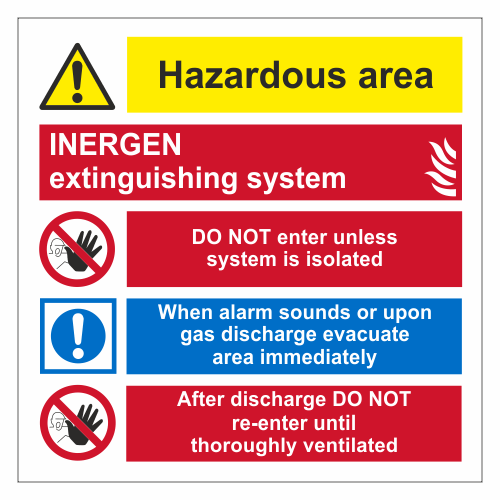 Hazardous area
INERGEN
extinguishing system
DO NOT enter unless
system is isolated
When alarm sounds or upon
gas discharge evacuate
area immediately
After discharge DO NOT
re-enter until
thoroughly ventilated